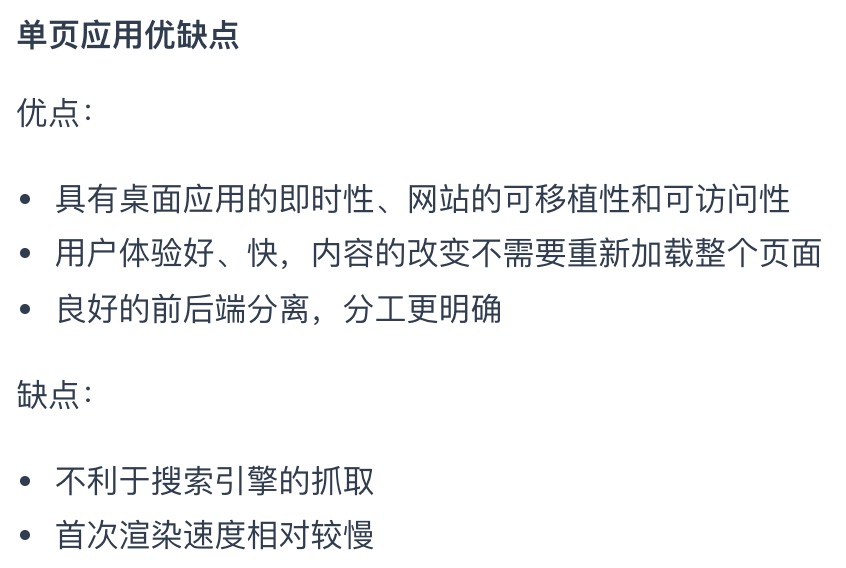 单页应用优缺点
优点：
• 具有桌面应用的即时性、网站的可移植性和可访问性
• 用户体验好、快，内容的改变不需要重新加载整个页面
• 良好的前后端分离，分工更明确
缺点：
• 不利于搜索引擎的抓取
• 首次渲染速度相对较慢